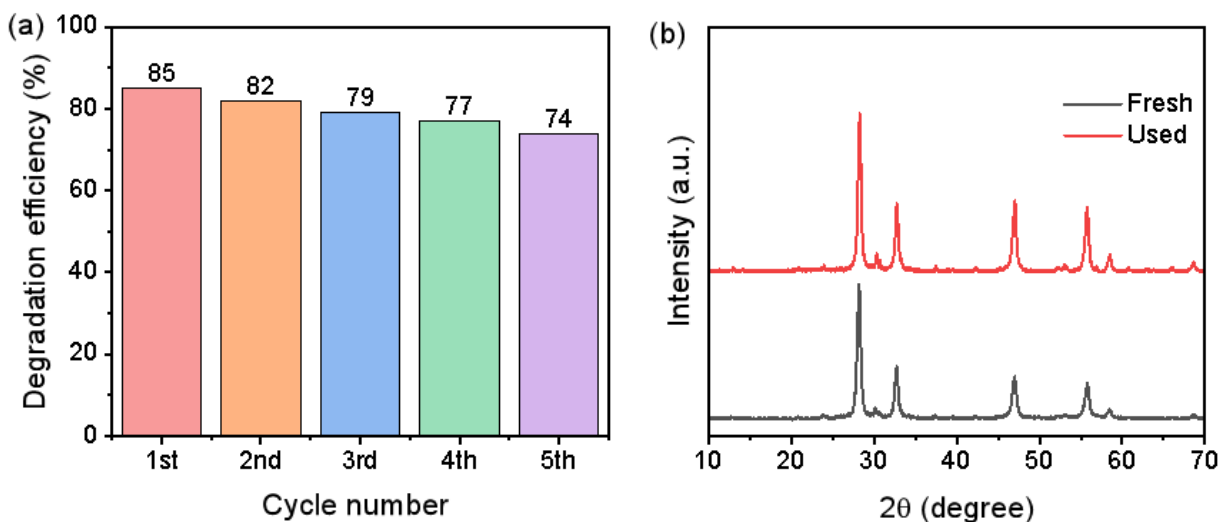 (a)
Degradation efficiency (%)
100
80
60
40
20
0
85
82
79
77
74
1st 2nd 3rd 4th 5th
Cycle number
(b)
Intensity (a.u.)
Fresh
Used
10 20 30 40 50 60 70
2θ (degree)